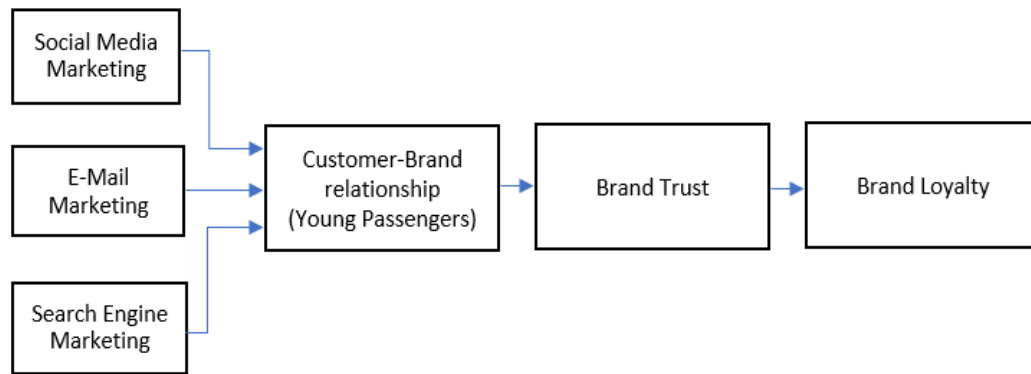 Social Media
Marketing
E-Mail
Marketing
Search Engine
Marketing
Customer-Brand
relationship
(Young Passengers)
Brand Trust
Brand Loyalty